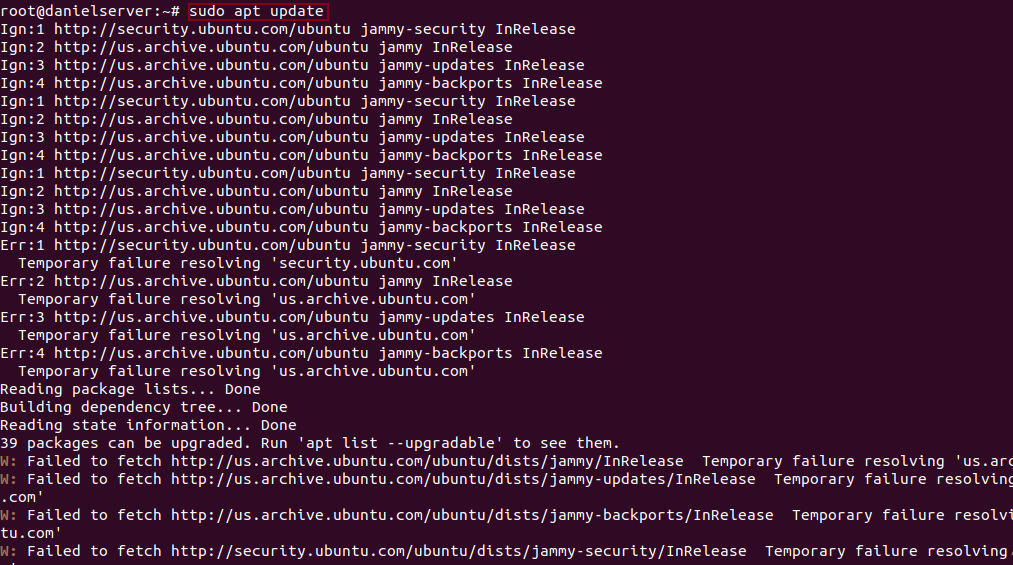 root@danielserver:~# sudo apt update
Ign:1 http://security.ubuntu.com/ubuntu jammy-security InRelease
Ign:2 http://us.archive.ubuntu.com/ubuntu jammy InRelease
Ign:3 http://us.archive.ubuntu.com/ubuntu jammy-updates InRelease
Ign:4 http://us.archive.ubuntu.com/ubuntu jammy-backports InRelease
Ign:1 http://security.ubuntu.com/ubuntu jammy-security InRelease
Ign:2 http://us.archive.ubuntu.com/ubuntu jammy InRelease
Ign:3 http://us.archive.ubuntu.com/ubuntu jammy-updates InRelease
Ign:4 http://us.archive.ubuntu.com/ubuntu jammy-backports InRelease
Ign:1 http://security.ubuntu.com/ubuntu jammy-security InRelease
Ign:2 http://us.archive.ubuntu.com/ubuntu jammy InRelease
Ign:3 http://us.archive.ubuntu.com/ubuntu jammy-updates InRelease
Ign:4 http://us.archive.ubuntu.com/ubuntu jammy-backports InRelease
Err:1 http://security.ubuntu.com/ubuntu jammy-security InRelease
  Temporary failure resolving 'security.ubuntu.com'
Err:2 http://us.archive.ubuntu.com/ubuntu jammy InRelease
  Temporary failure resolving 'us.archive.ubuntu.com'
Err:3 http://us.archive.ubuntu.com/ubuntu jammy-updates InRelease
  Temporary failure resolving 'us.archive.ubuntu.com'
Err:4 http://us.archive.ubuntu.com/ubuntu jammy-backports InRelease
  Temporary failure resolving 'us.archive.ubuntu.com'
Reading package lists... Done
Building dependency tree... Done
Reading state information... Done
39 packages can be upgraded. Run 'apt list --upgradable' to see them.
W: Failed to fetch http://us.archive.ubuntu.com/ubuntu/dists/jammy/InRelease  Temporary failure resolving 'us.arc
W: Failed to fetch http://us.archive.ubuntu.com/ubuntu/dists/jammy-updates/InRelease  Temporary failure resolving
.com'
W: Failed to fetch http://us.archive.ubuntu.com/ubuntu/dists/jammy-backports/InRelease  Temporary failure resolvi
tu.com'
W: Failed to fetch http://security.ubuntu.com/ubuntu/dists/jammy-security/InRelease  Temporary failure resolving